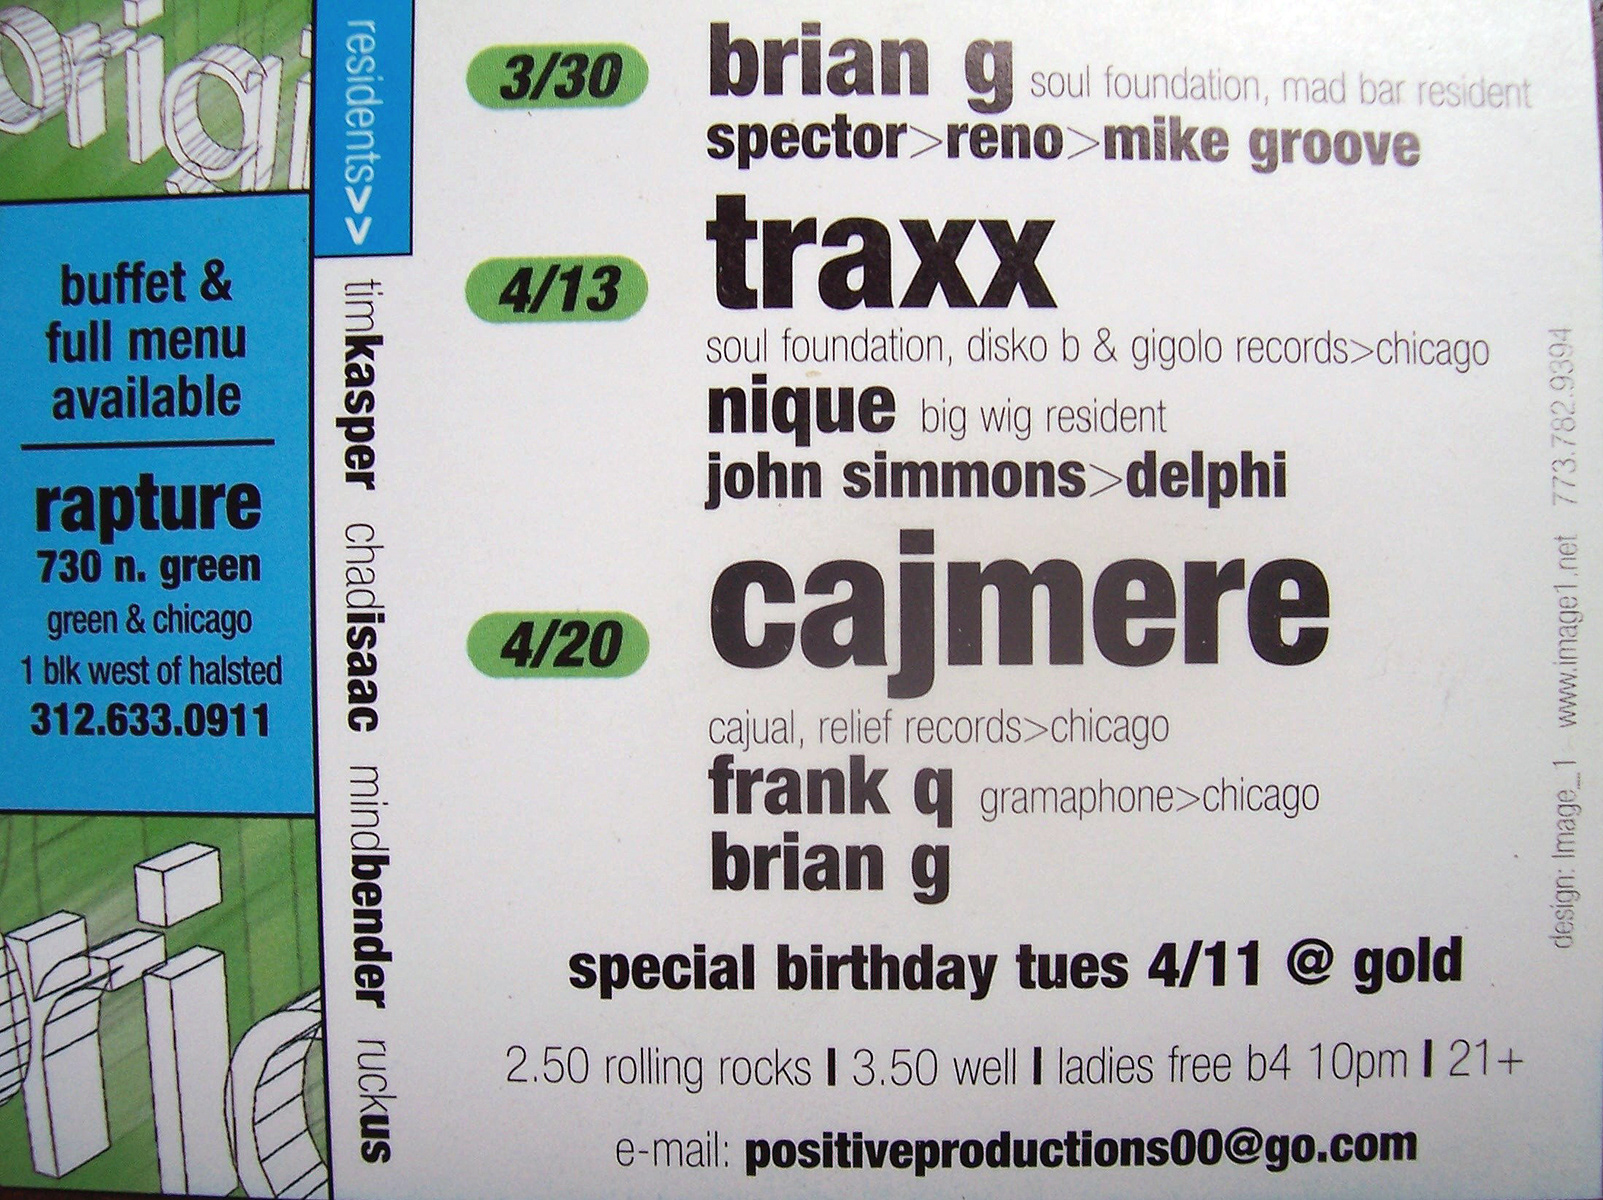 origi
buffet &
full menu
available
rapture
730 n. green
green & chicago
1 blk west of halsted
312.633.0911
residents>>
timkasper chadisaac mindbender ruckus
3/30
brian g soul foundation, mad bar resident
spector>reno>mike groove
4/13
traxx
soul foundation, disko b & gigolo records>chicago
nique big wig resident
john simmons>delphi
4/20
cajmere
cajual, relief records>chicago
frank q gramaphone>chicago
brian g
special birthday tues 4/11 @ gold
2.50 rolling rocks | 3.50 well | ladies free b4 10pm | 21+
e-mail: positiveproductions00@go.com
design: Image_1 www.image1.net 773.782.9394